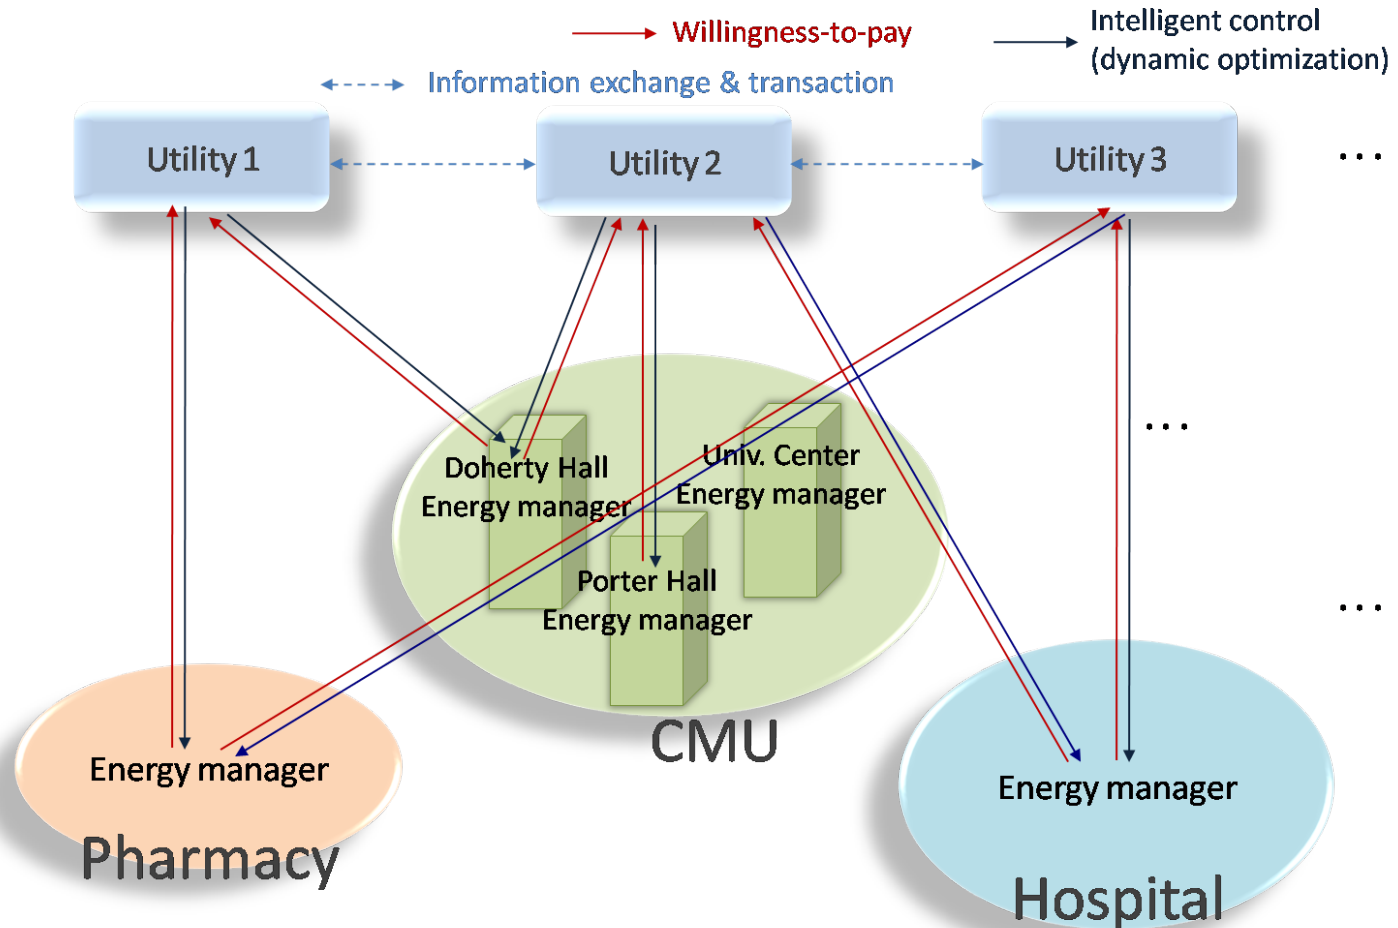 Willingness-to-pay
Intelligent control
(dynamic optimization)
Information exchange & transaction
Utility 1
Utility 2
Utility 3
...
...
Doherty Hall
Energy manager
Univ. Center
Energy manager
Porter Hall
Energy manager
...
CMU
Energy manager
Pharmacy
Energy manager
Hospital